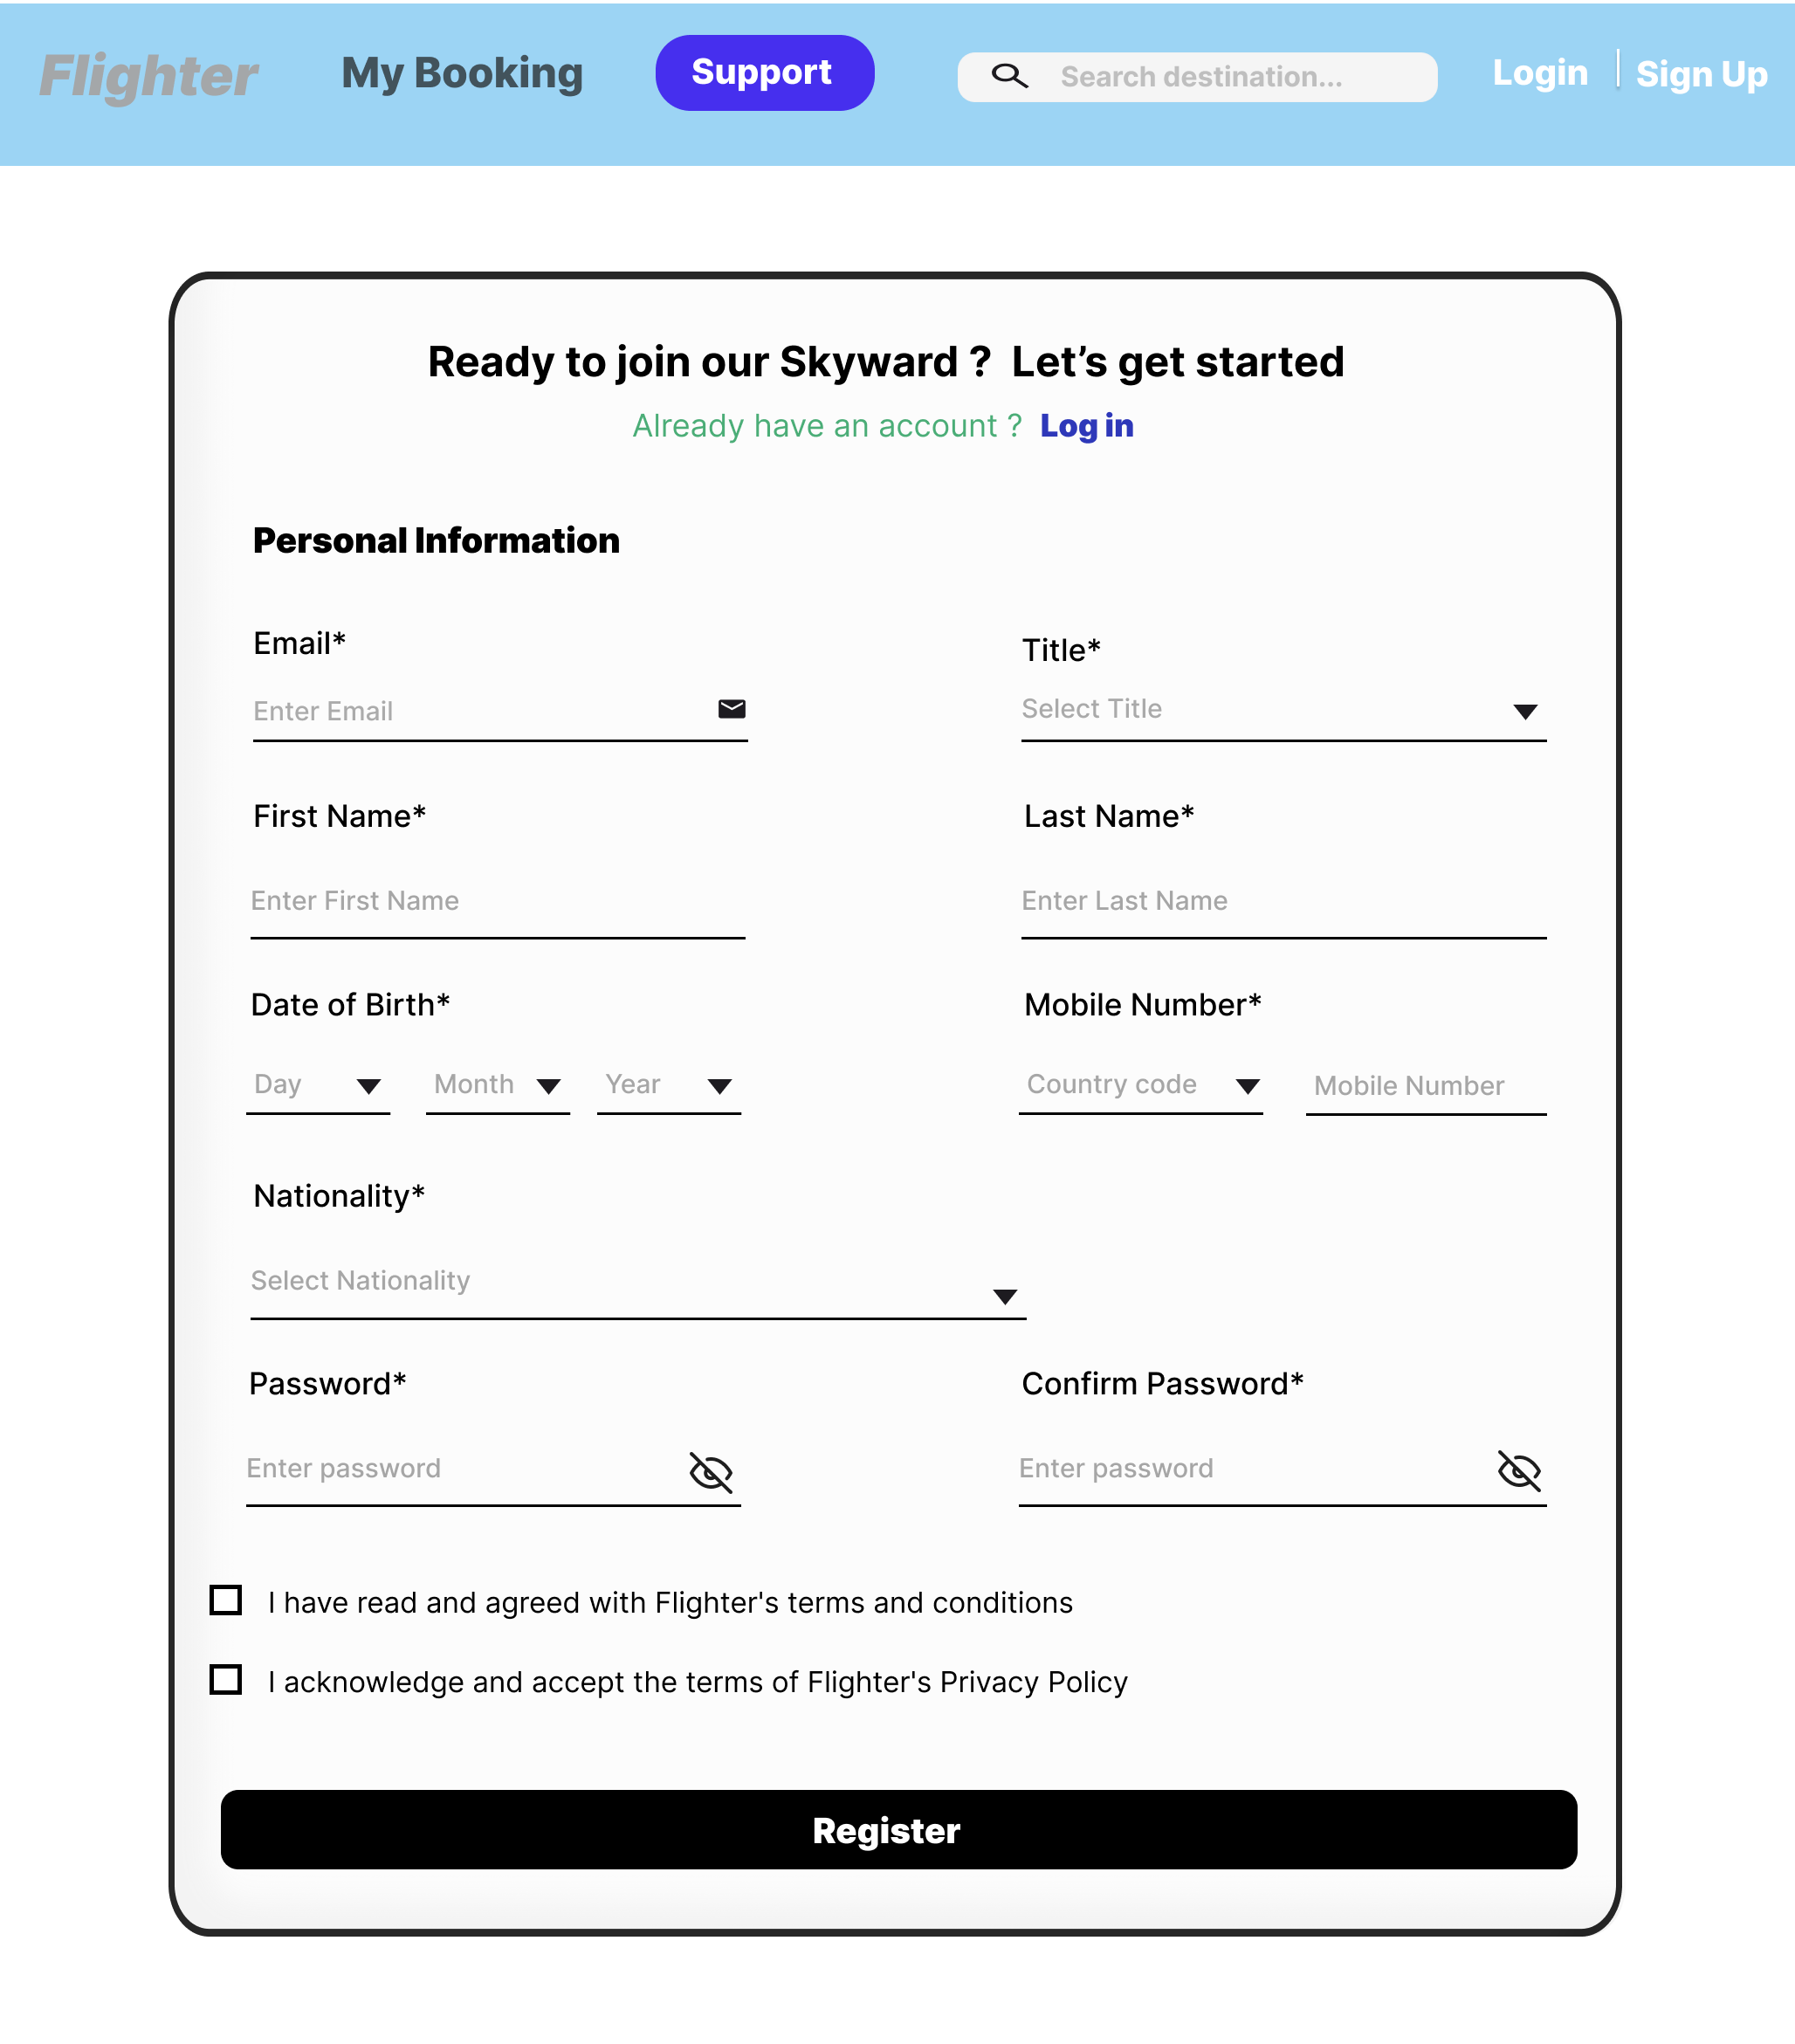 Flighter My Booking Support Search destination... Login Sign Up
Ready to join our Skyward ? Let's get started
Already have an account ? Log in
Personal Information
Email* Title*
Enter Email Select Title
First Name* Last Name*
Enter First Name Enter Last Name
Date of Birth* Mobile Number*
Day Month Year Country code Mobile Number
Nationality*
Select Nationality
Password* Confirm Password*
Enter password Enter password
I have read and agreed with Flighter's terms and conditions
I acknowledge and accept the terms of Flighter's Privacy Policy
Register